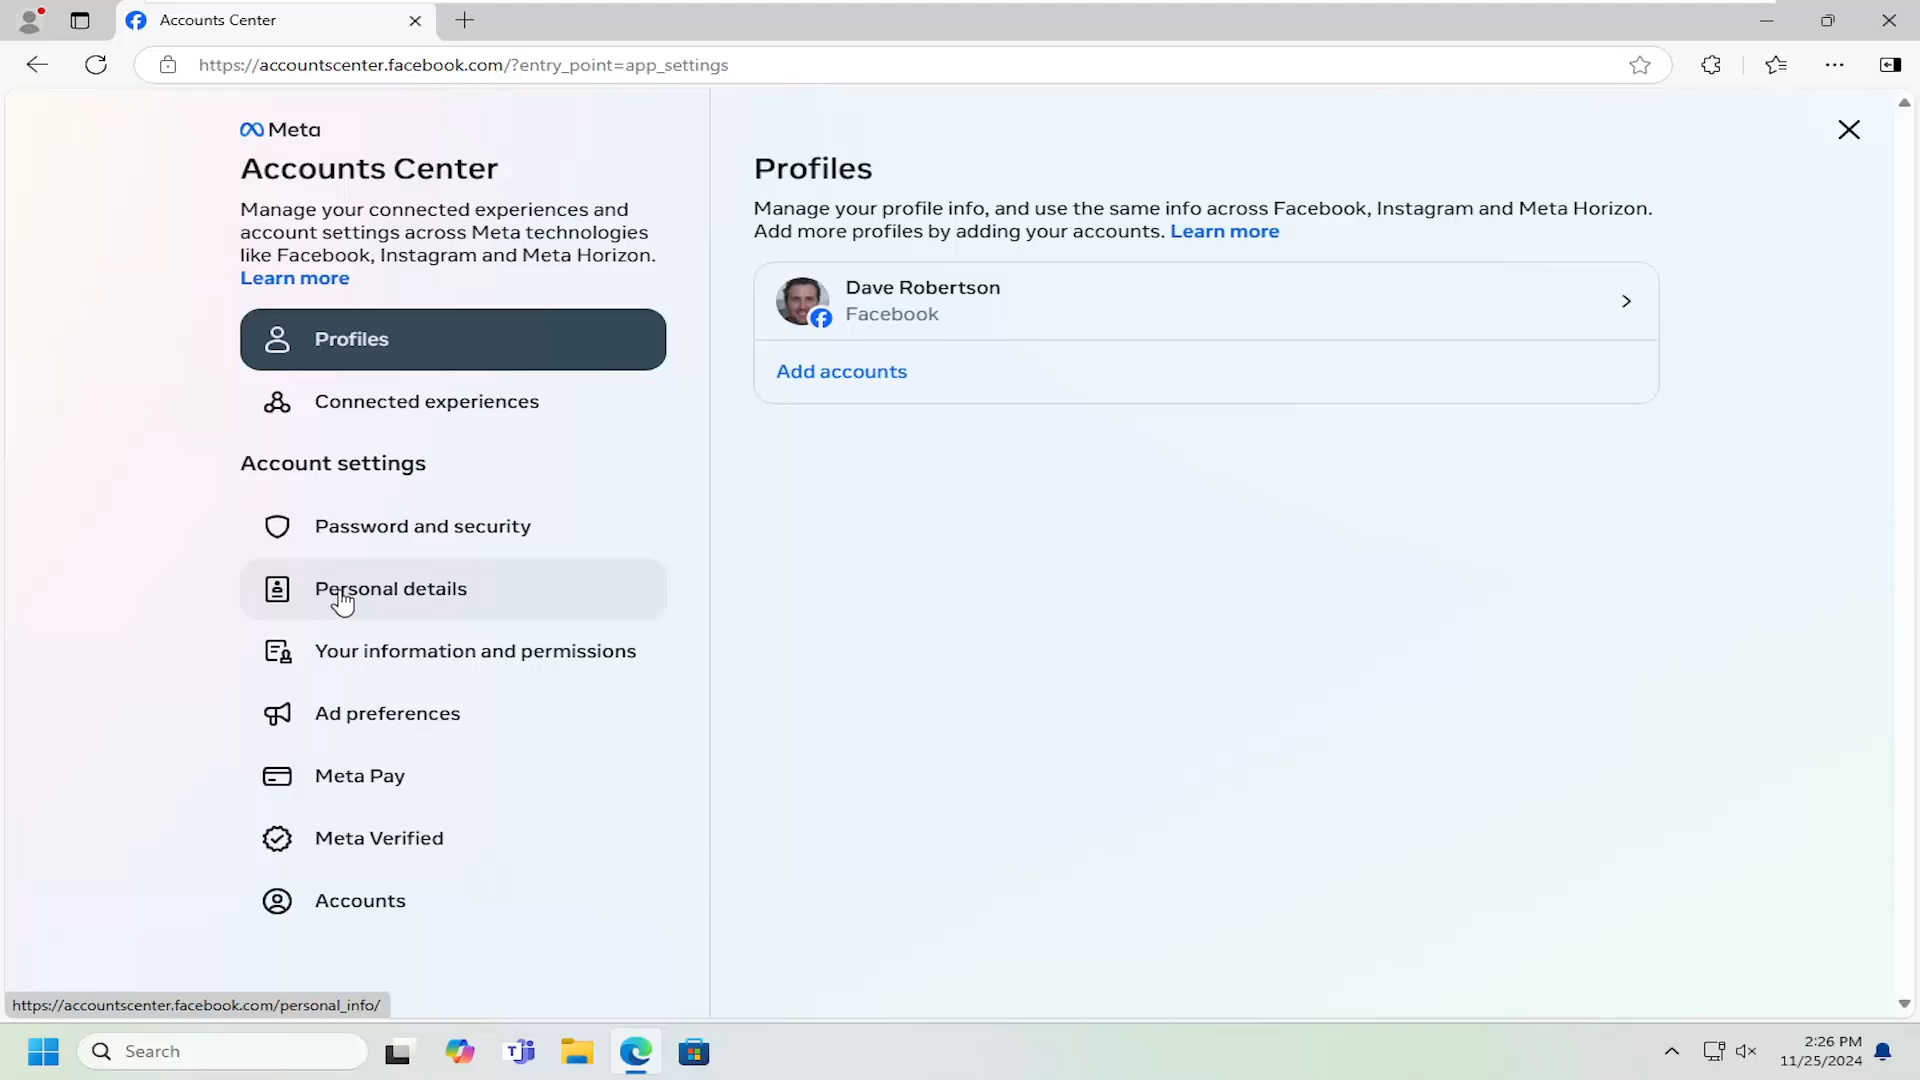 Accounts Center
https://accountscenter.facebook.com/?entry_point=app_settings
Meta
Accounts Center
Manage your connected experiences and
account settings across Meta technologies
like Facebook, Instagram and Meta Horizon.
Learn more
Profiles
Connected experiences
Account settings
Password and security
Personal details
Your information and permissions
Ad preferences
Meta Pay
Meta Verified
Accounts
Profiles
Manage your profile info, and use the same info across Facebook, Instagram and Meta Horizon.
Add more profiles by adding your accounts. Learn more
Dave Robertson
Facebook
Add accounts
https://accountscenter.facebook.com/personal_info/
Search
2:26 PM
11/25/2024